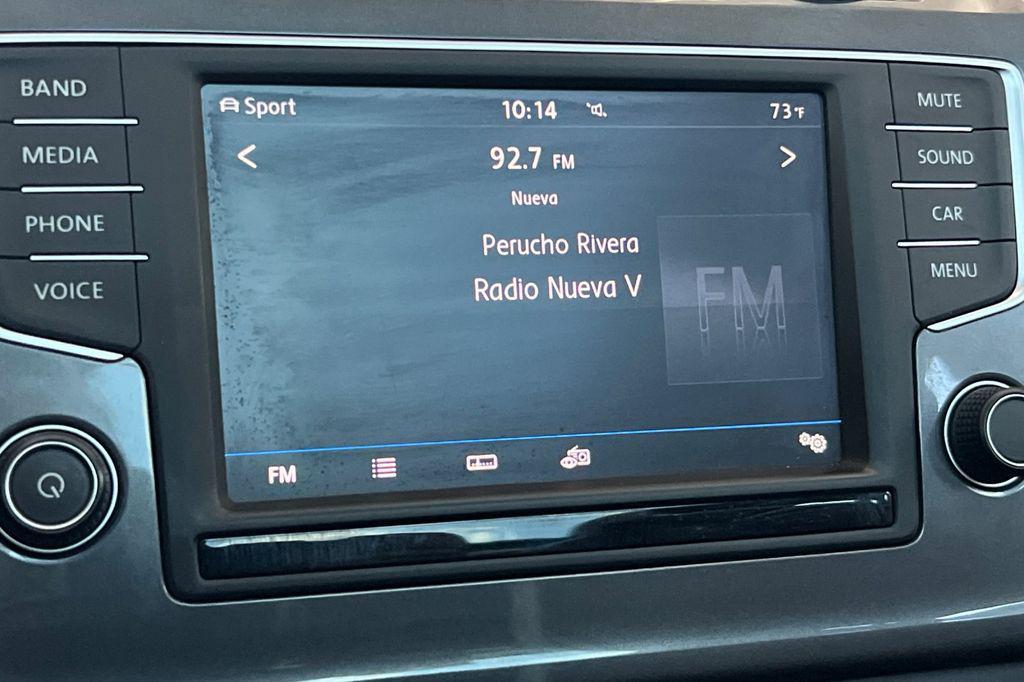 BAND
MEDIA
PHONE
VOICE
Sport 10:14 73°F
< 92.7 FM >
Nueva
Perucho Rivera
Radio Nueva V
FM
FM
MUTE
SOUND
CAR
MENU